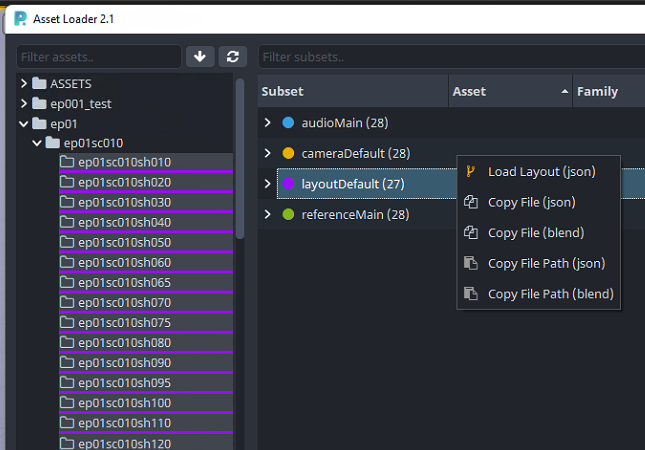 Asset Loader 2.1
Filter assets..
Filter subsets..
ASSETS
ep001_test
ep01
ep01sc010
ep01sc010sh010
ep01sc010sh020
ep01sc010sh030
ep01sc010sh040
ep01sc010sh050
ep01sc010sh060
ep01sc010sh065
ep01sc010sh070
ep01sc010sh075
ep01sc010sh080
ep01sc010sh090
ep01sc010sh095
ep01sc010sh100
ep01sc010sh110
ep01sc010sh120
Subset Asset Family
audioMain (28)
cameraDefault (28)
layoutDefault (27)
referenceMain (28)
Load Layout (json)
Copy File (json)
Copy File (blend)
Copy File Path (json)
Copy File Path (blend)